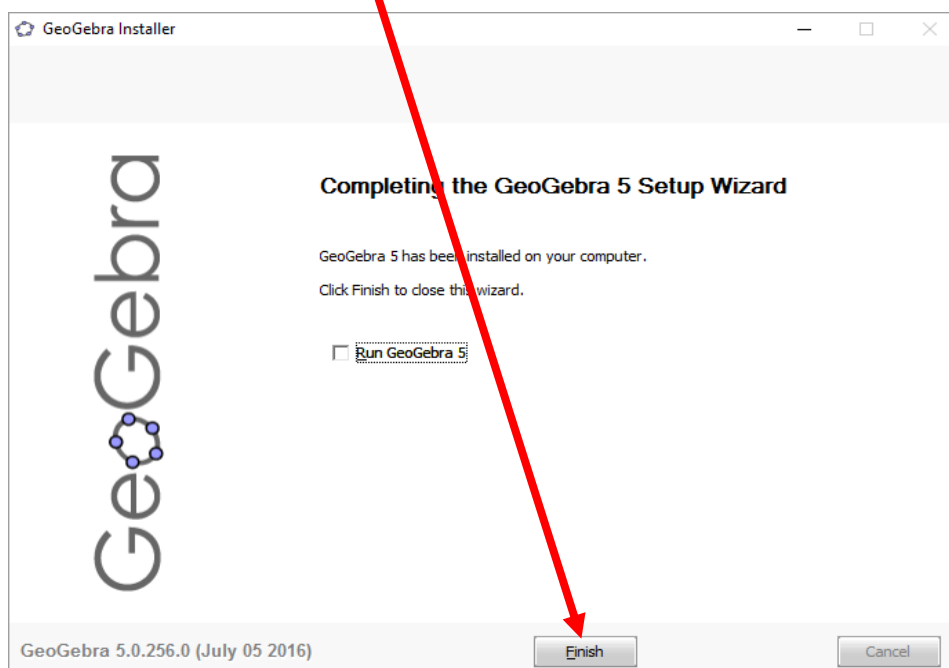 GeoGebra Installer
GeoGebra
Completing the GeoGebra 5 Setup Wizard
GeoGebra 5 has been installed on your computer.
Click Finish to close this wizard.
Run GeoGebra 5
GeoGebra 5.0.256.0 (July 05 2016)
Finish
Cancel